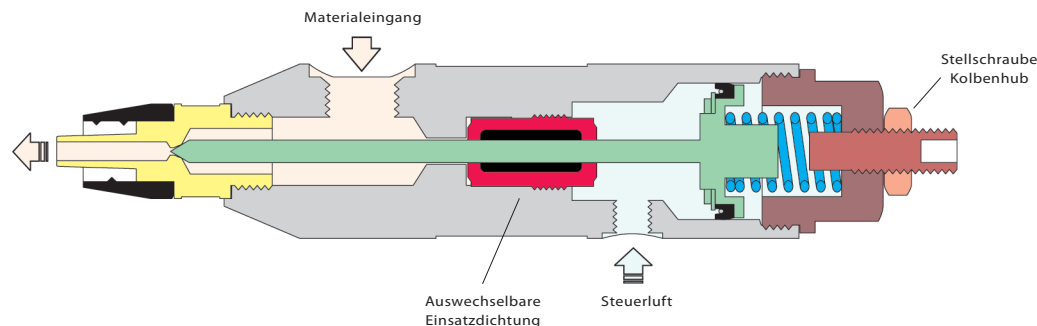 Materialeingang
Stellschraube
Kolbenhub
Auswechselbare
Einsatzdichtung
Steuerluft